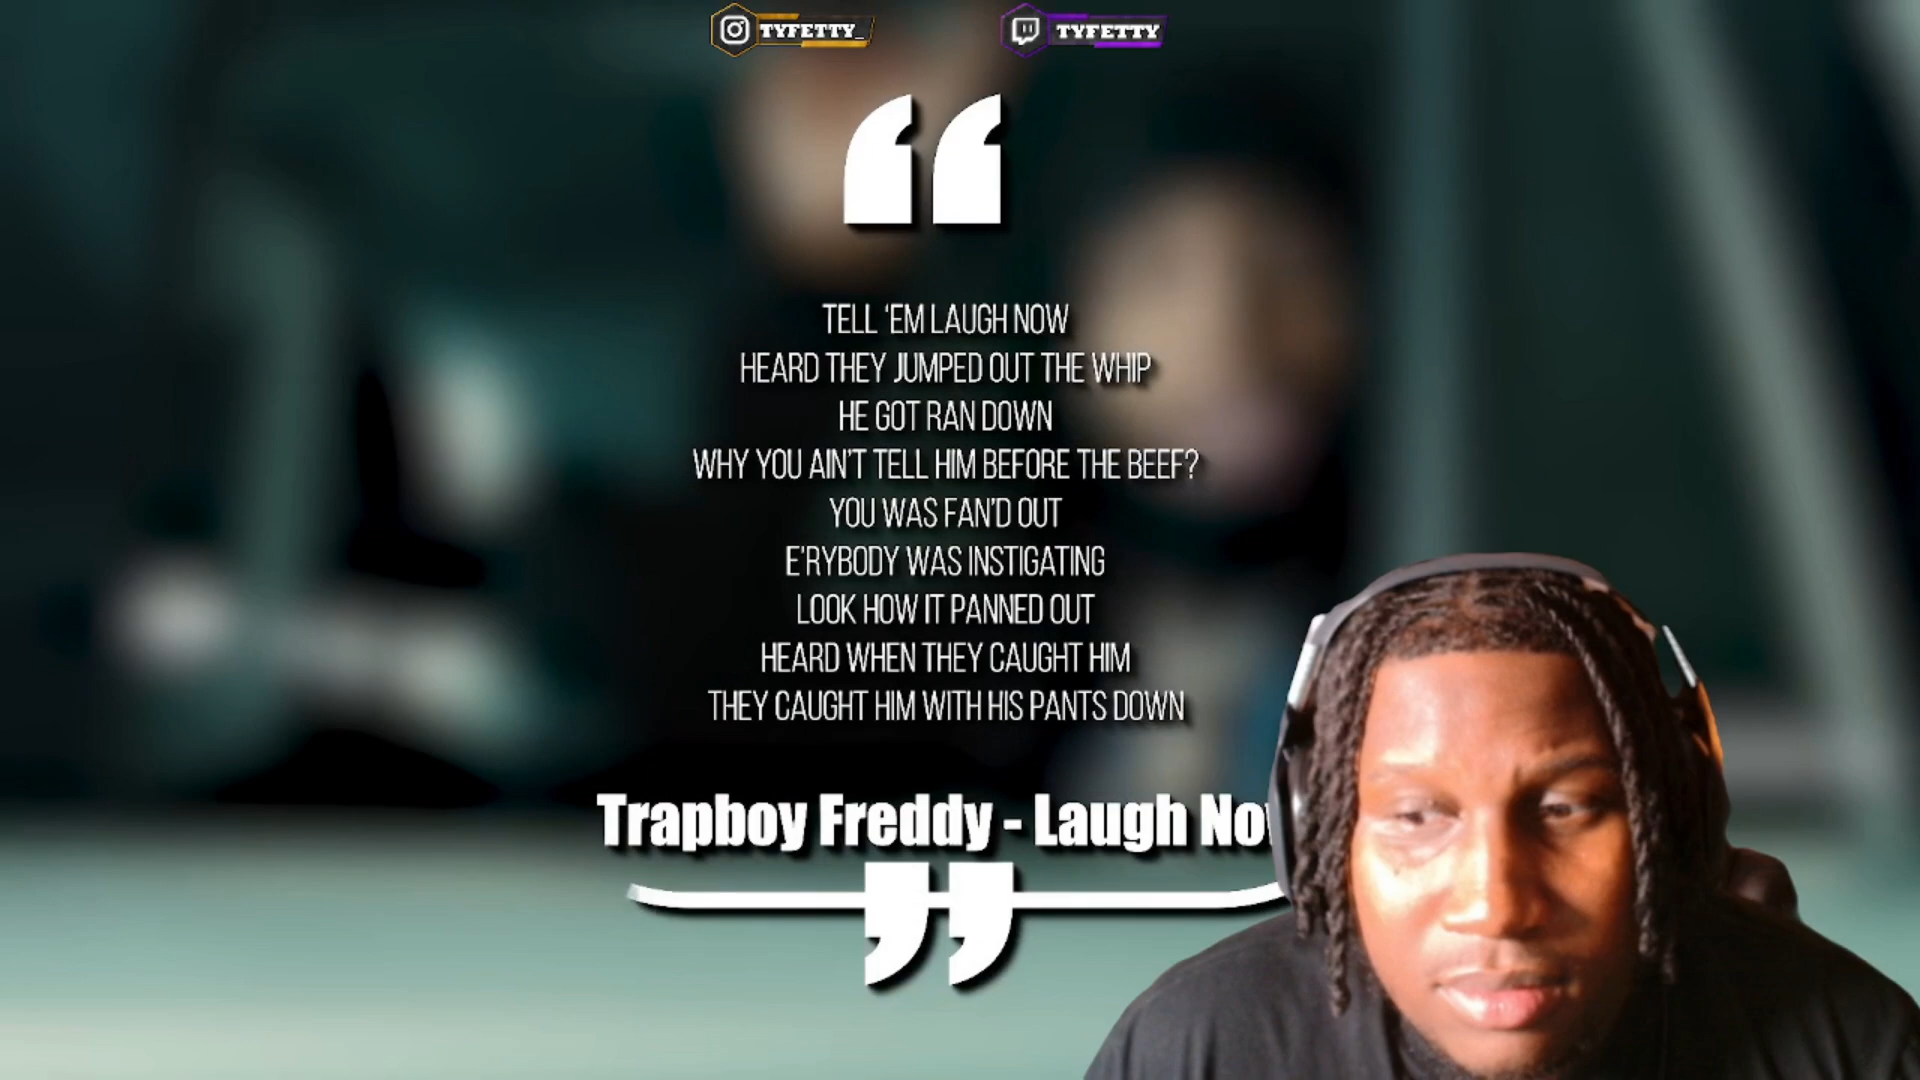 TYFETTY_
TYFETTY
TELL ‘EM LAUGH NOW
HEARD THEY JUMPED OUT THE WHIP
HE GOT RAN DOWN
WHY YOU AIN'T TELL HIM BEFORE THE BEEF?
YOU WAS FAN'D OUT
E'RYBODY WAS INSTIGATING
LOOK HOW IT PANNED OUT
HEARD WHEN THEY CAUGHT HIM
THEY CAUGHT HIM WITH HIS PANTS DOWN
Trapboy Freddy - Laugh Now